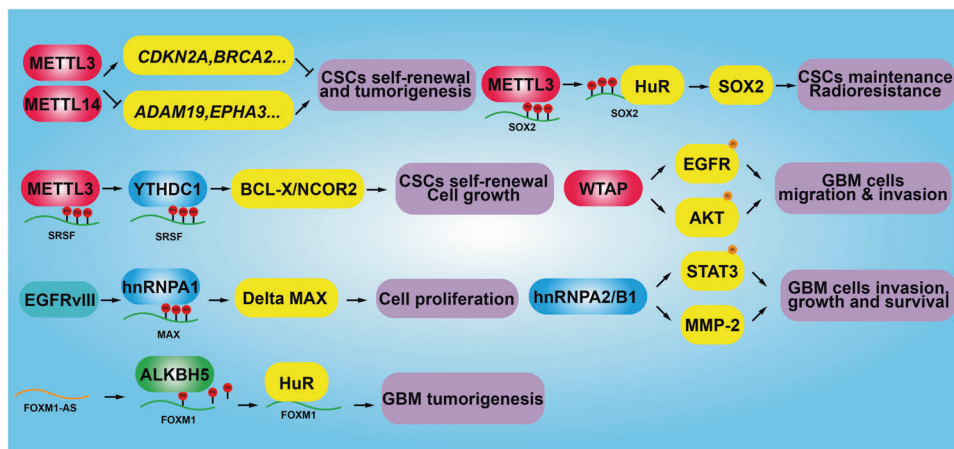 METTL3
METTL14
CDKN2A,BRCA2...
ADAM19,EPHA3...
CSCs self-renewal
and tumorigenesis
METTL3
SOX2
HuR
SOX2
SOX2
CSCs maintenance
Radioresistance
METTL3
SRSF
YTHDC1
SRSF
BCL-X/NCOR2
CSCs self-renewal
Cell growth
WTAP
EGFR
Pi
AKT
Pi
GBM cells
migration & invasion
EGFRvIII
hnRNPA1
MAX
Delta MAX
Cell proliferation
hnRNPA2/B1
STAT3
Pi
MMP-2
GBM cells invasion,
growth and survival
FOXM1-AS
ALKBH5
FOXM1
HuR
FOXM1
GBM tumorigenesis